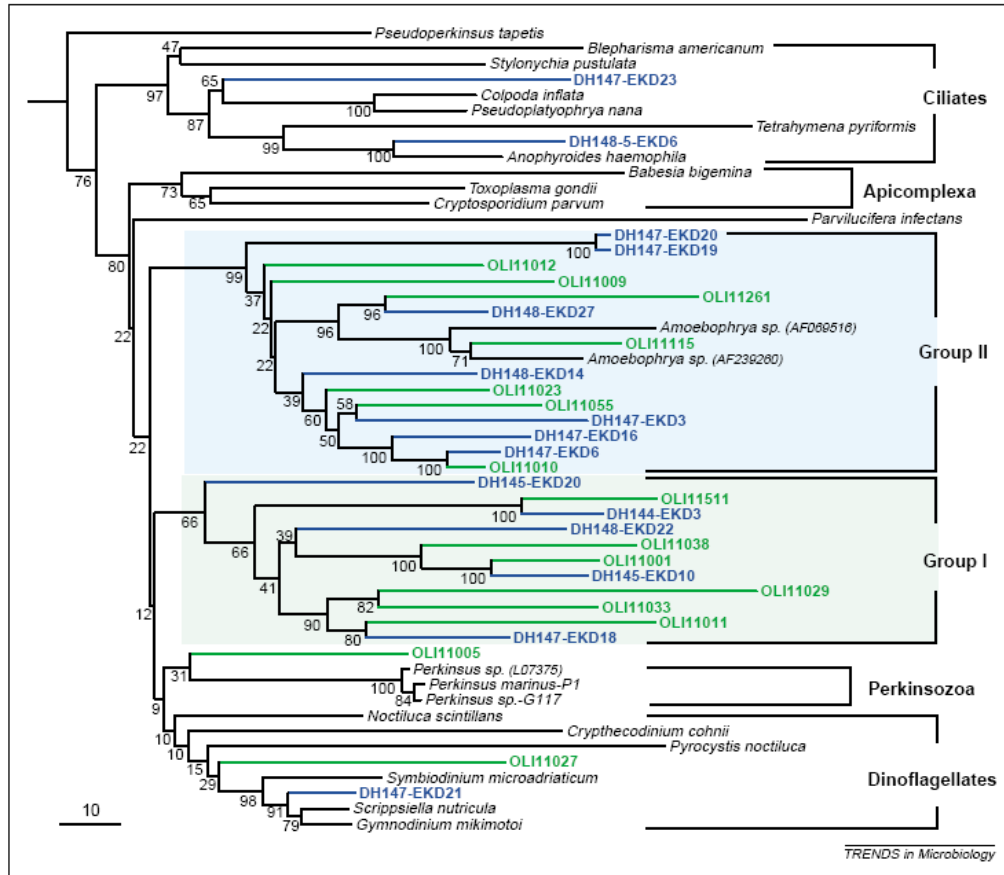 Pseudoperkinsus tapetis
47
Blepharisma americanum
Stylonychia pustulata
65
DH147-EKD23
97
Colpoda inflata
Ciliates
100
Pseudoplatyophrya nana
87
Tetrahymena pyriformis
99
DH148-5-EKD6
100
Anophyroides haemophila
76
73
Babesia bigemina
65
Toxoplasma gondii
Apicomplexa
Cryptosporidium parvum
Parvilucifera infectans
80
DH147-EKD20
100
DH147-EKD19
99
OLI11012
37
OLI11009
22
OLI11261
96
DH148-EKD27
22
96
Amoebophrya sp. (AF069516)
100
OLI11115
Group II
22
71
Amoebophrya sp. (AF239260)
DH148-EKD14
39
OLI11023
60
58
OLI11055
DH147-EKD3
22
50
DH147-EKD16
100
DH147-EKD6
100
OLI11010
DH145-EKD20
66
OLI11511
100
DH144-EKD3
39
DH148-EKD22
66
OLI11038
100
OLI11001
Group I
41
100
DH145-EKD10
OLI11029
82
OLI11033
12
90
OLI11011
80
DH147-EKD18
OLI11005
31
Perkinsus sp. (L07375)
100
Perkinsus marinus-P1
Perkinsozoa
84
Perkinsus sp.-G117
9
Noctiluca scintillans
10
Crypthecodinium cohnii
10
Pyrocystis noctiluca
15
OLI11027
29
Symbiodinium microadriaticum
Dinoflagellates
98
DH147-EKD21
91
Scrippsiella nutricula
79
Gymnodinium mikimotoi
10
TRENDS in Microbiology